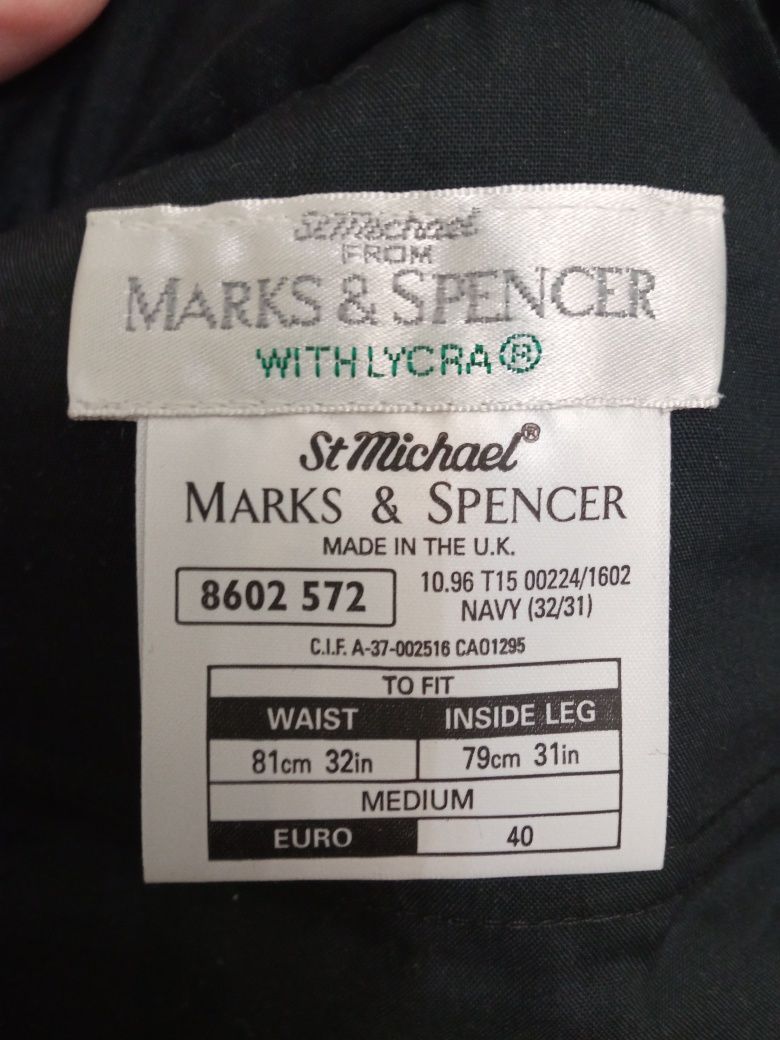 St Michael
FROM
MARKS & SPENCER
WITH LYCRA®
St Michael®
MARKS & SPENCER
MADE IN THE U.K.
8602 572
10.96 T15 00224/1602
NAVY (32/31)
C.I.F. A-37-002516 CA01295
TO FIT
WAIST INSIDE LEG
81cm 32in 79cm 31in
MEDIUM
EURO 40